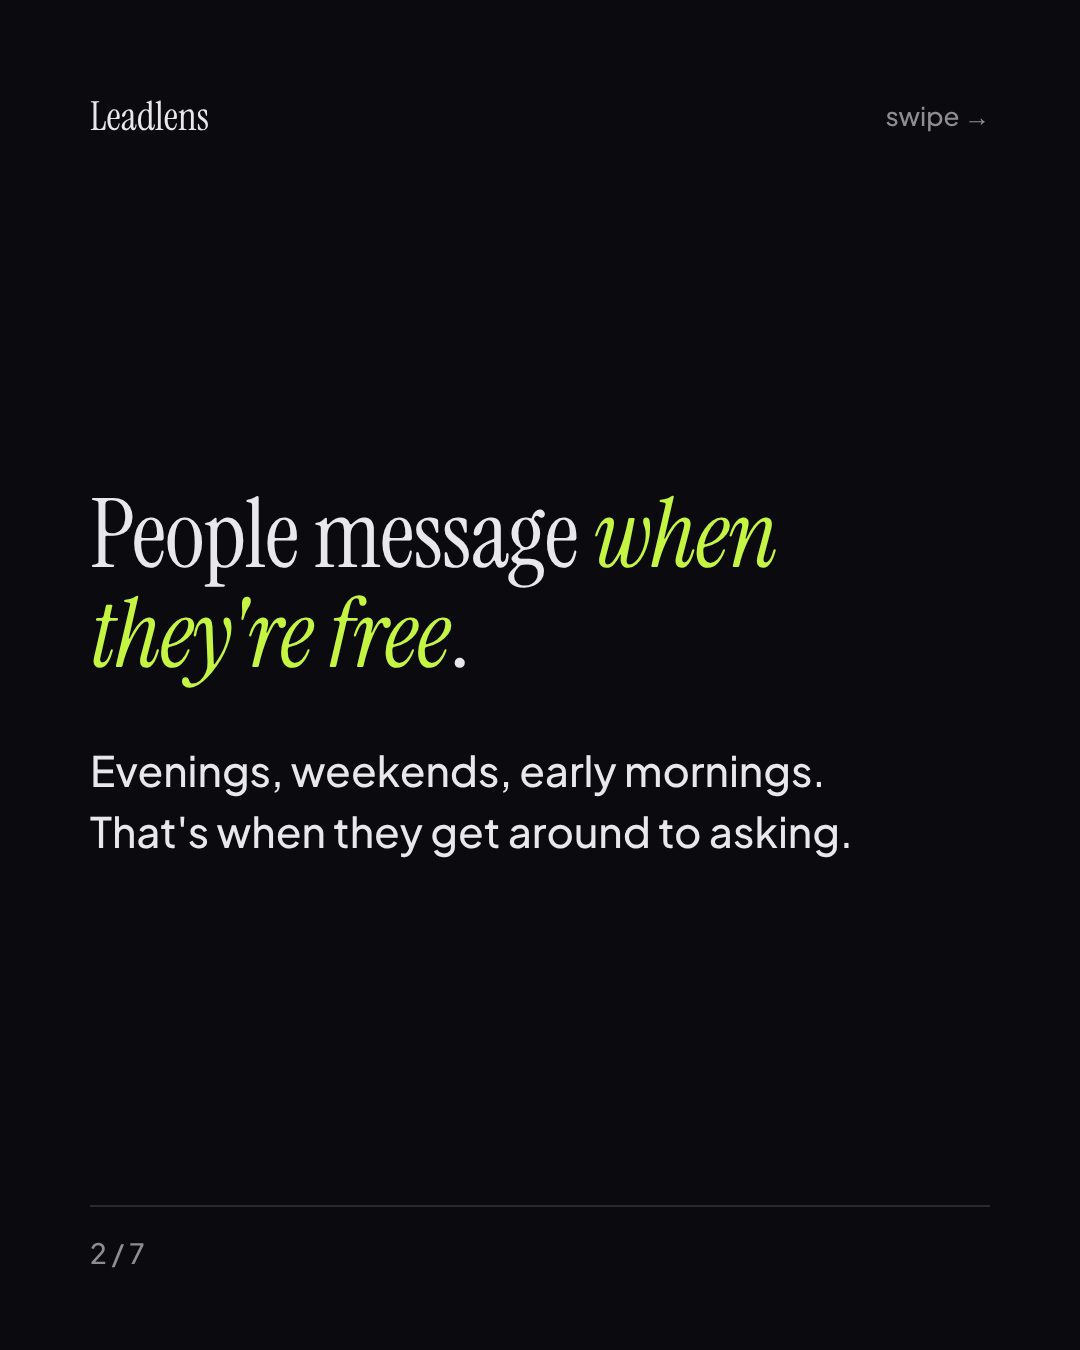 Leadlens
swipe →
People message when
they're free.
Evenings, weekends, early mornings.
That's when they get around to asking.
2 / 7